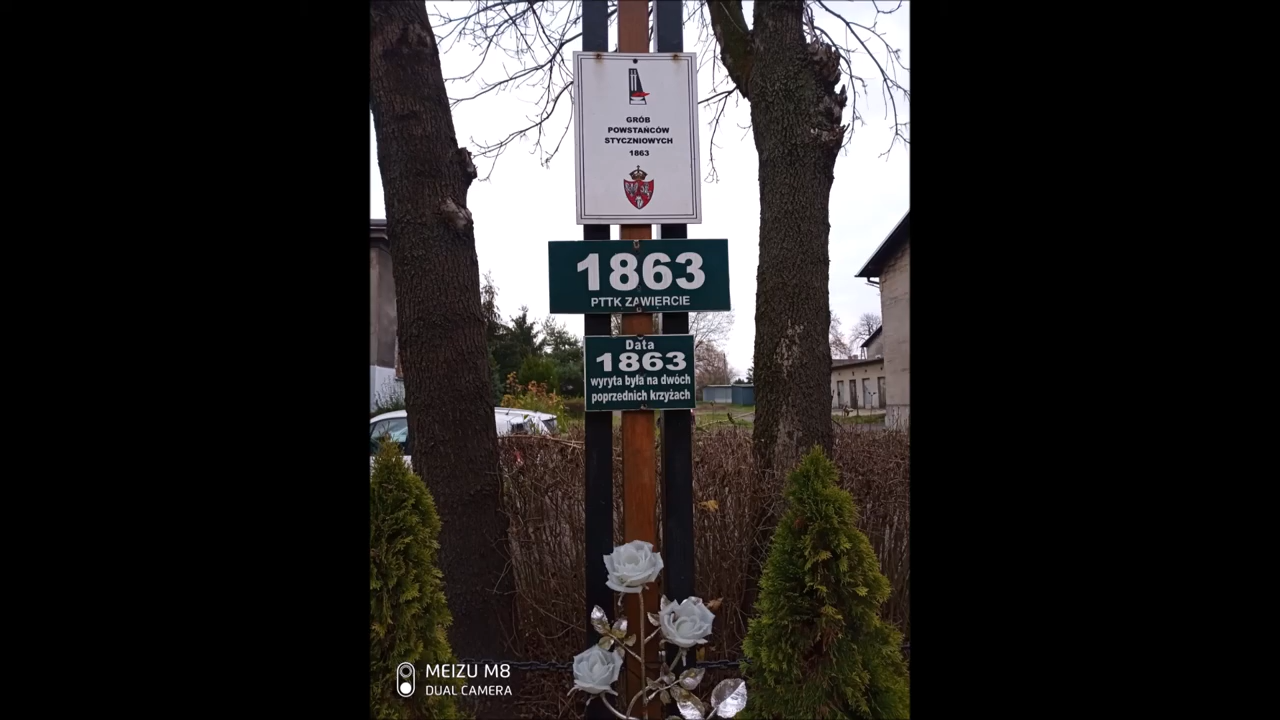 GRÓB
POWSTAŃCÓW
STYCZNIOWYCH
1863
1863
PTTK ZAWIERCIE
Data
1863
wyryta była na dwóch
poprzednich krzyżach
MEIZU M8
DUAL CAMERA